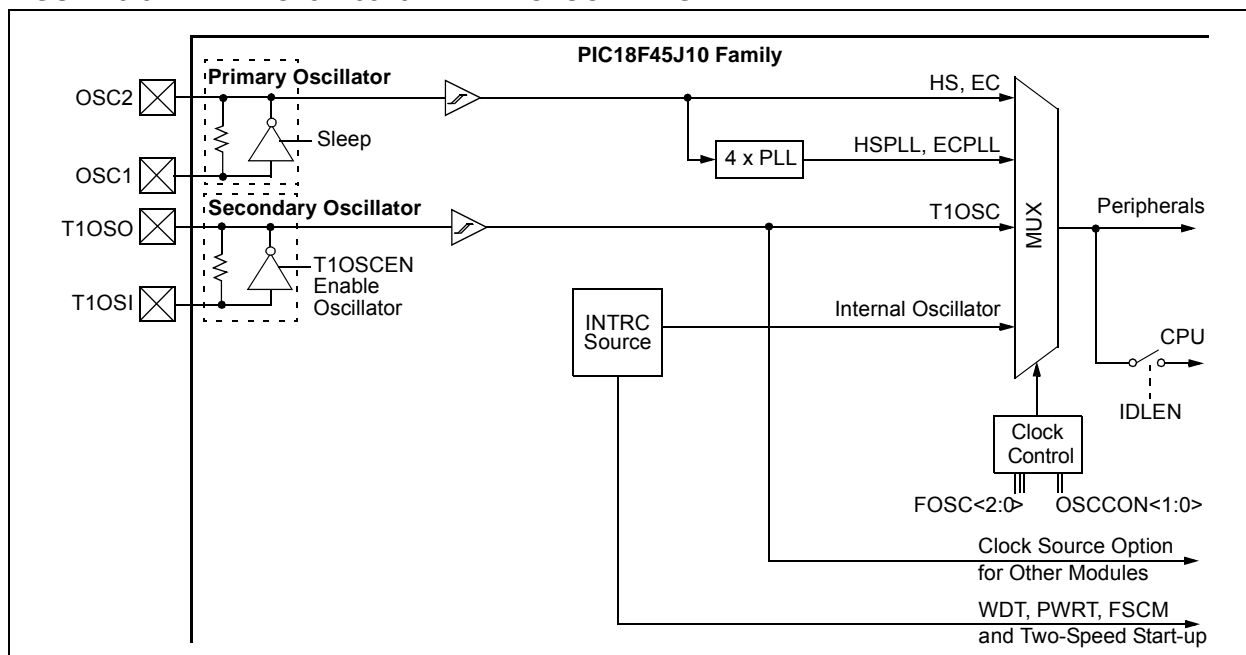 PIC18F45J10 Family
Primary Oscillator
OSC2
HS, EC
Sleep
4 x PLL
HSPLL, ECPLL
OSC1
Secondary Oscillator
T1OSO
T1OSC
MUX
Peripherals
T1OSCEN
Enable
Oscillator
T1OSI
INTRC
Source
Internal Oscillator
CPU
IDLEN
Clock
Control
FOSC<2:0>
OSCCON<1:0>
Clock Source Option
for Other Modules
WDT, PWRT, FSCM
and Two-Speed Start-up